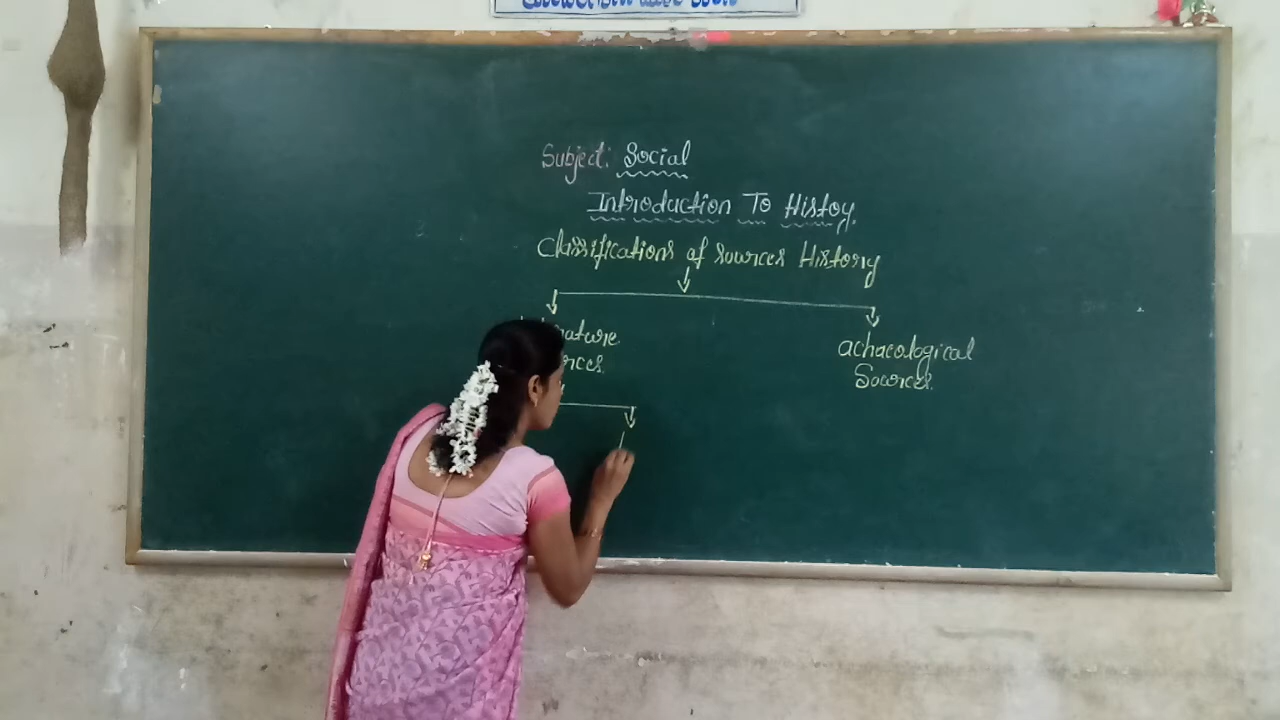 Subject: Social
Introduction To Histoy.
Classifications of sources History
achaeological
Sources.